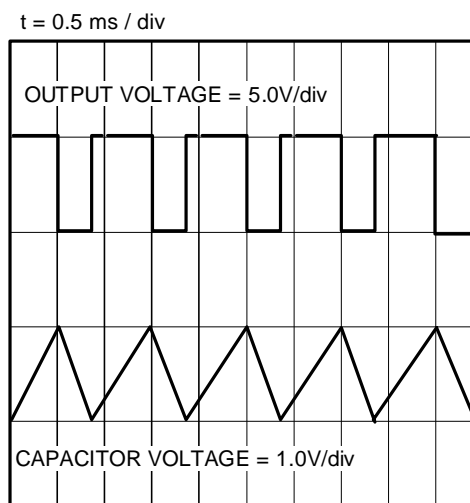 t = 0.5 ms / div
OUTPUT VOLTAGE = 5.0V/div
CAPACITOR VOLTAGE = 1.0V/div